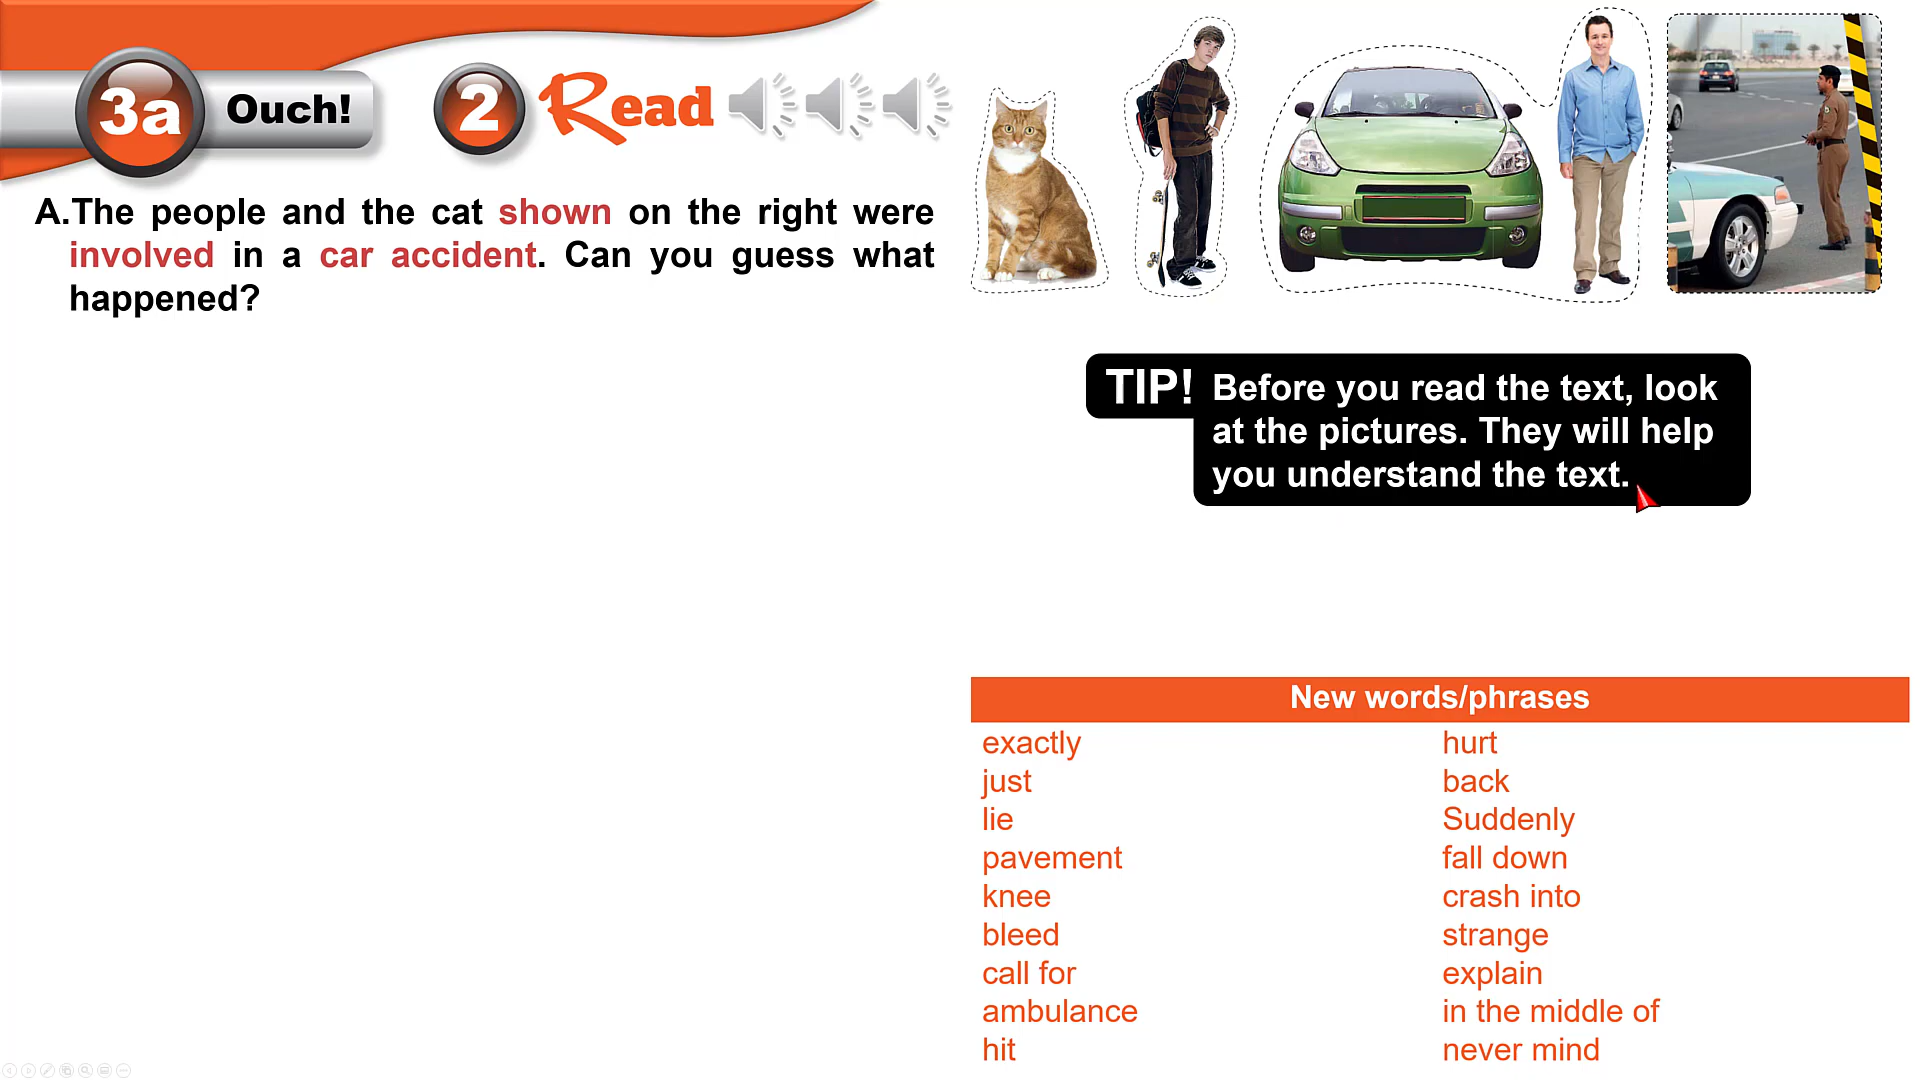 3a Ouch!
2 Read
A.The people and the cat shown on the right were
involved in a car accident. Can you guess what
happened?
TIP! Before you read the text, look
at the pictures. They will help
you understand the text.
New words/phrases
exactly
just
lie
pavement
knee
bleed
call for
ambulance
hit
hurt
back
Suddenly
fall down
crash into
strange
explain
in the middle of
never mind